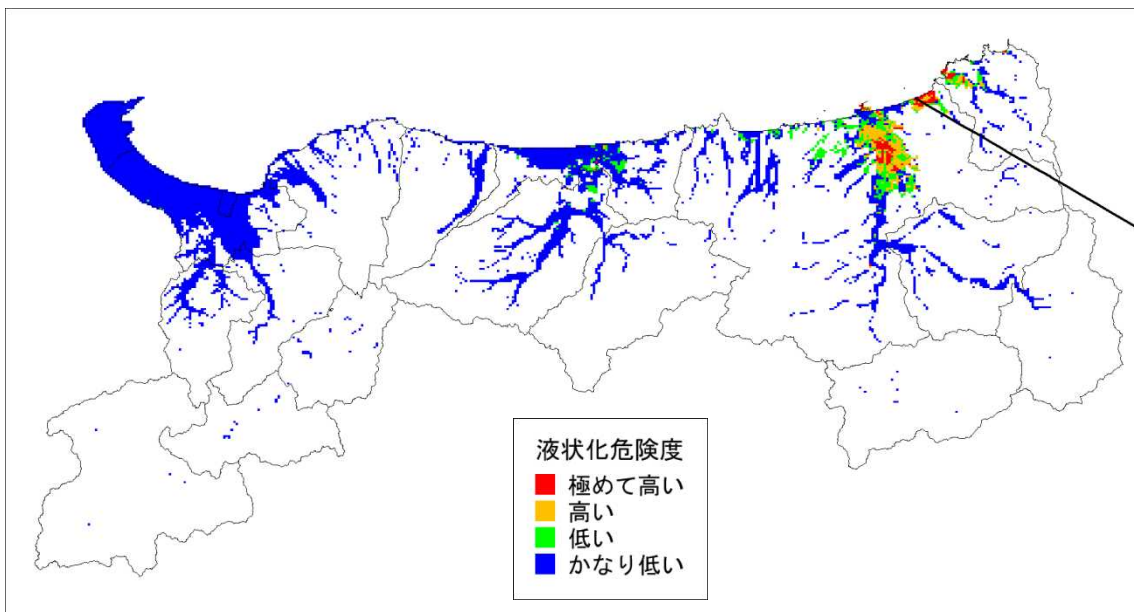 液状化危険度
極めて高い
高い
低い
かなり低い